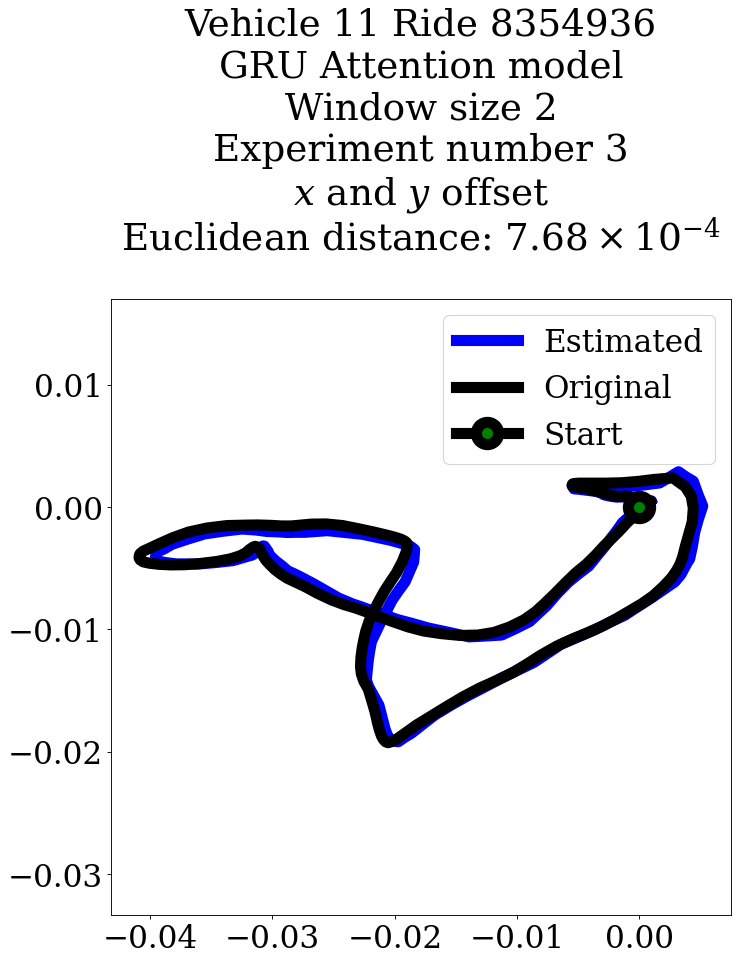 Vehicle 11 Ride 8354936
GRU Attention model
Window size 2
Experiment number 3
x and y offset
Euclidean distance: 7.68 × 10⁻⁴
Estimated
Original
Start
0.01
0.00
−0.01
−0.02
−0.03
−0.04 −0.03 −0.02 −0.01 0.00